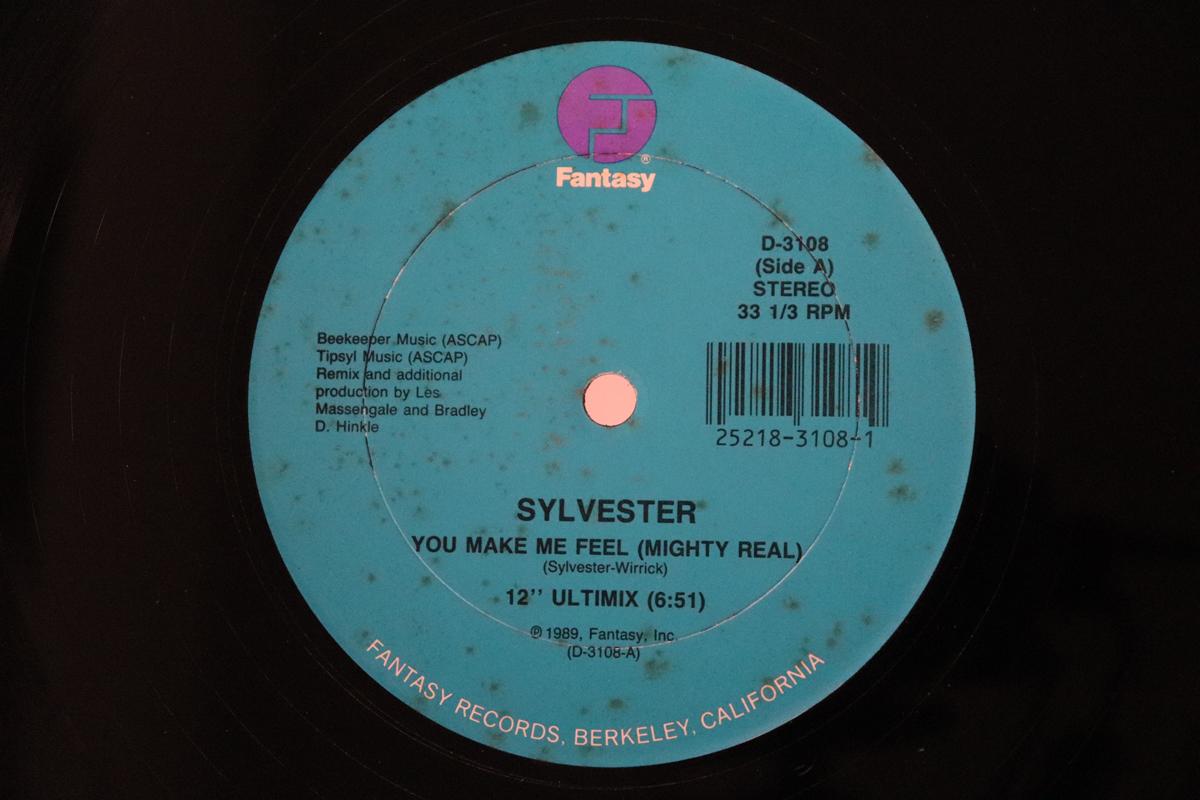 Fantasy®
D-3108
(Side A)
STEREO
33 1/3 RPM
Beekeeper Music (ASCAP)
Tipsyl Music (ASCAP)
Remix and additional
production by Les
Massengale and Bradley
D. Hinkle
25218-3108-1
SYLVESTER
YOU MAKE ME FEEL (MIGHTY REAL)
(Sylvester-Wirrick)
12’’ ULTIMIX (6:51)
℗ 1989, Fantasy, Inc.
(D-3108-A)
FANTASY RECORDS, BERKELEY, CALIFORNIA